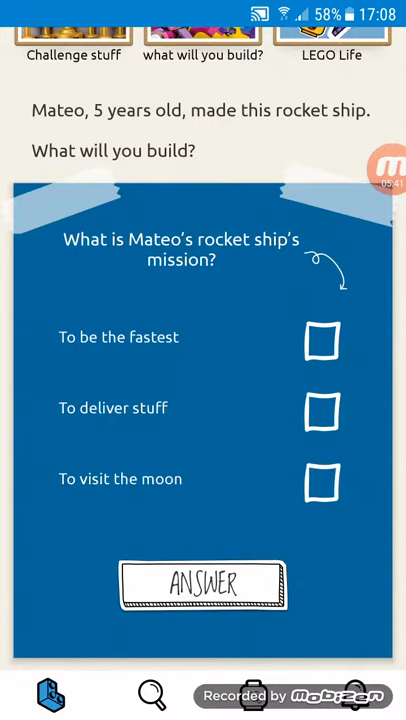 58% 17:08
Challenge stuff what will you build? LEGO Life
Mateo, 5 years old, made this rocket ship.
What will you build?
05:41
What is Mateo's rocket ship's
mission?
To be the fastest
To deliver stuff
To visit the moon
ANSWER
Recorded by mobizen